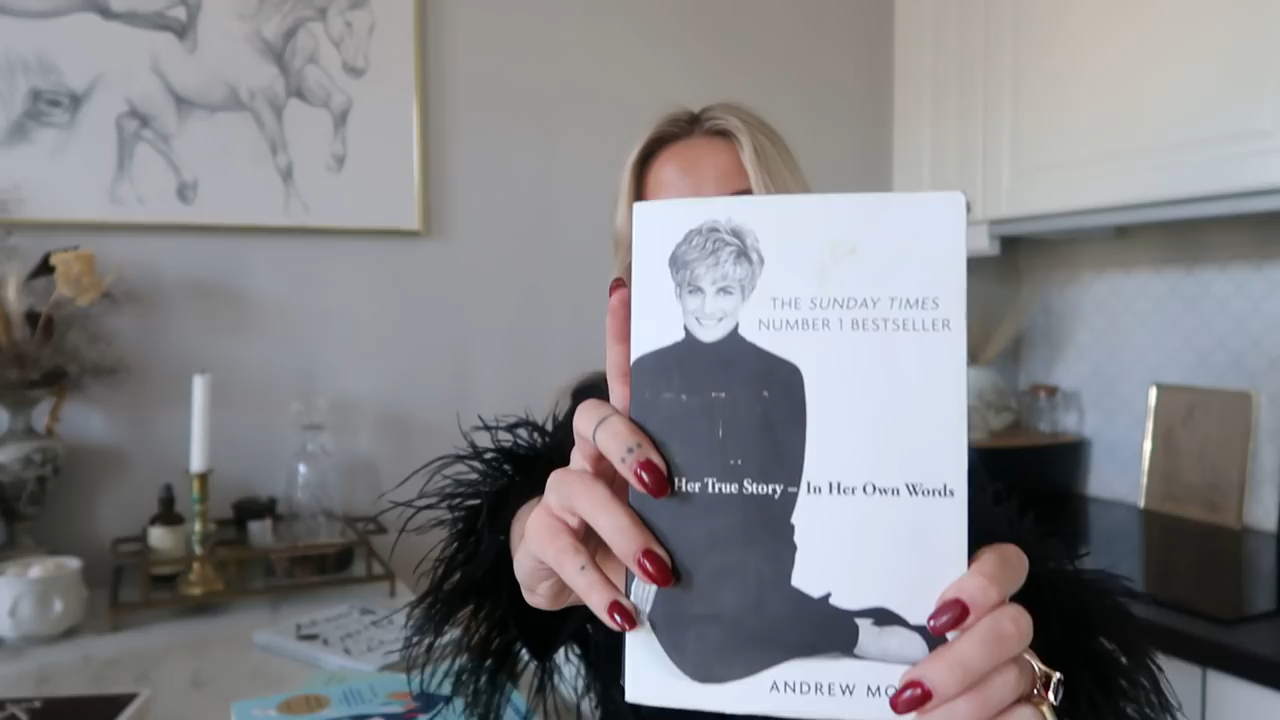 THE SUNDAY TIMES
NUMBER 1 BESTSELLER
Her True Story – In Her Own Words
ANDREW MO